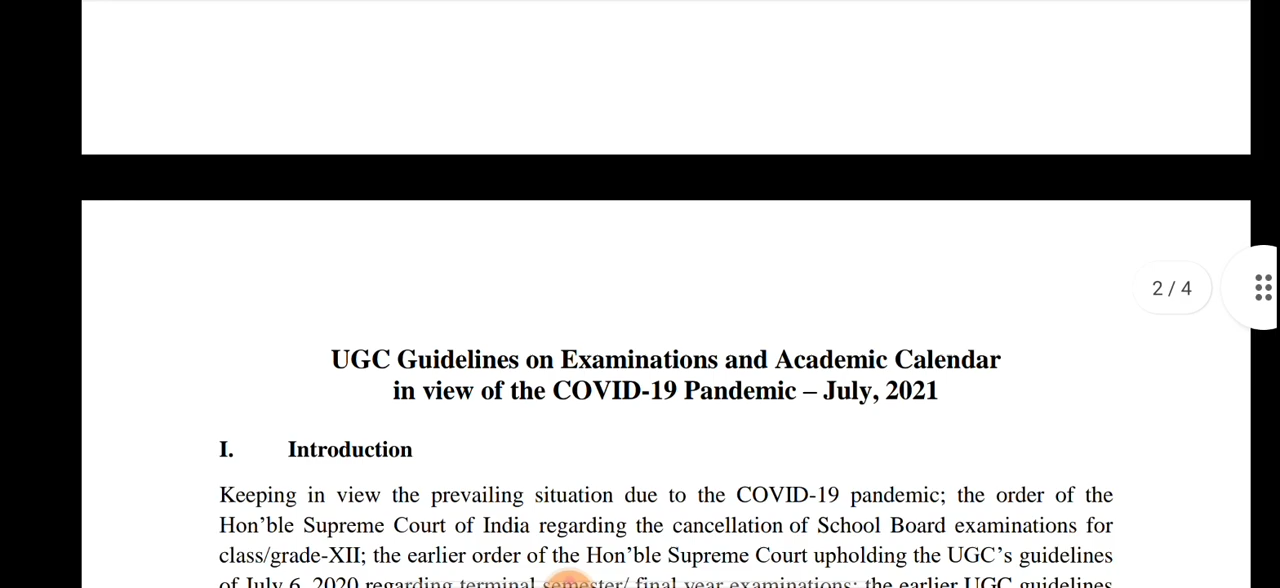 2 / 4
UGC Guidelines on Examinations and Academic Calendar
in view of the COVID-19 Pandemic – July, 2021
I. Introduction
Keeping in view the prevailing situation due to the COVID-19 pandemic; the order of the
Hon’ble Supreme Court of India regarding the cancellation of School Board examinations for
class/grade-XII; the earlier order of the Hon’ble Supreme Court upholding the UGC’s guidelines
of July 6, 2020 regarding terminal semester/ final year examinations; the earlier UGC guidelines